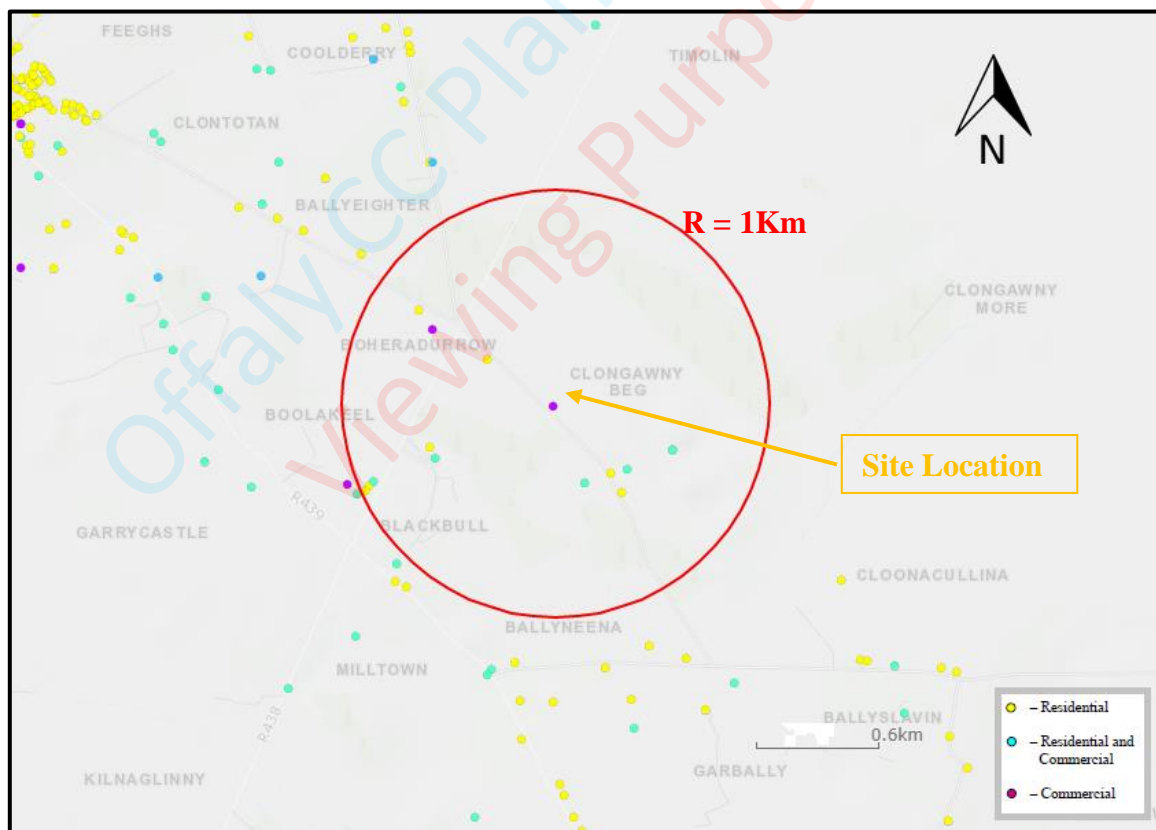 FEEGHS
COOLDERRY
TIMOLIN
N
CLONTOTAN
BALLYEIGHTER
R = 1Km
CLONGAWNY
MORE
BOHERADURROW
CLONGAWNY
BEG
BOOLAKEEL
Site Location
R439
GARRYCASTLE
BLACKBULL
CLOONACULLINA
BALLYNEENA
MILLTOWN
R438
BALLYSLAVIN
0.6km
GARBALLY
KILNAGLINNY
– Residential
– Residential and
Commercial
– Commercial
Offaly CC Plan
Viewing Purpo